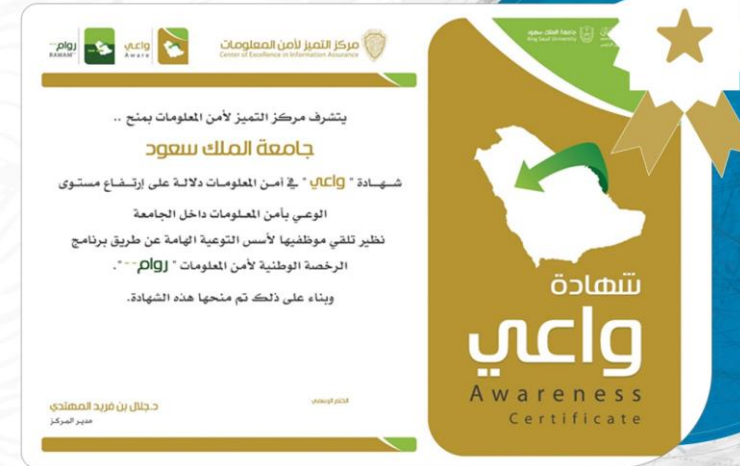 روام
RAWAM
واعي
Aware
مركز التميز لأمن المعلومات
Center of Excellence in Information Assurance
جامعة الملك سعود
King Saud University
يتشرف مركز التميز لأمن المعلومات بمنح ..
جامعة الملك سعود
شهادة " واعي " في أمن المعلومات دلالة على إرتفاع مستوى
الوعي بأمن المعلومات داخل الجامعة
نظير تلقي موظفيها لأسس التوعية الهامة عن طريق برنامج
الرخصة الوطنية لأمن المعلومات " روام -- ".
وبناء على ذلك تم منحها هذه الشهادة.
الختم الرسمي
د.جلال بن فريد المهتدي
مدير المركز
شهادة
واعي
Awareness
Certificate